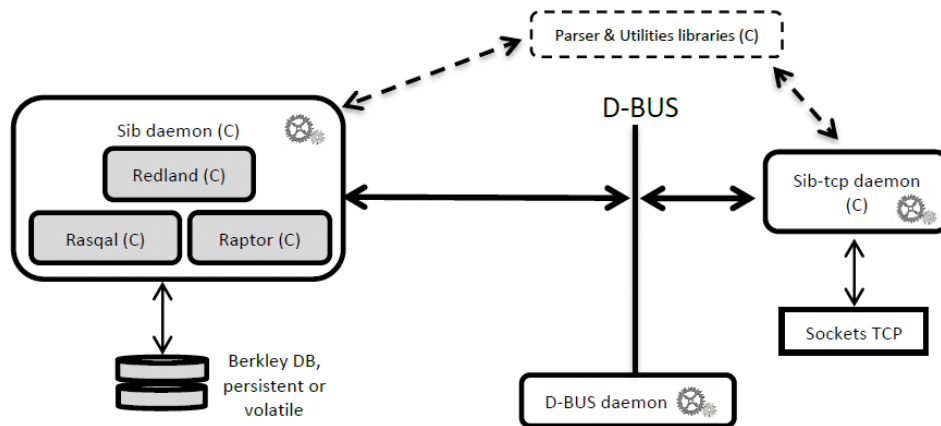 Parser & Utilities libraries (C)
D-BUS
Sib daemon (C)
Redland (C)
Rasqal (C)
Raptor (C)
Sib-tcp daemon
(C)
Sockets TCP
Berkley DB,
persistent or
volatile
D-BUS daemon